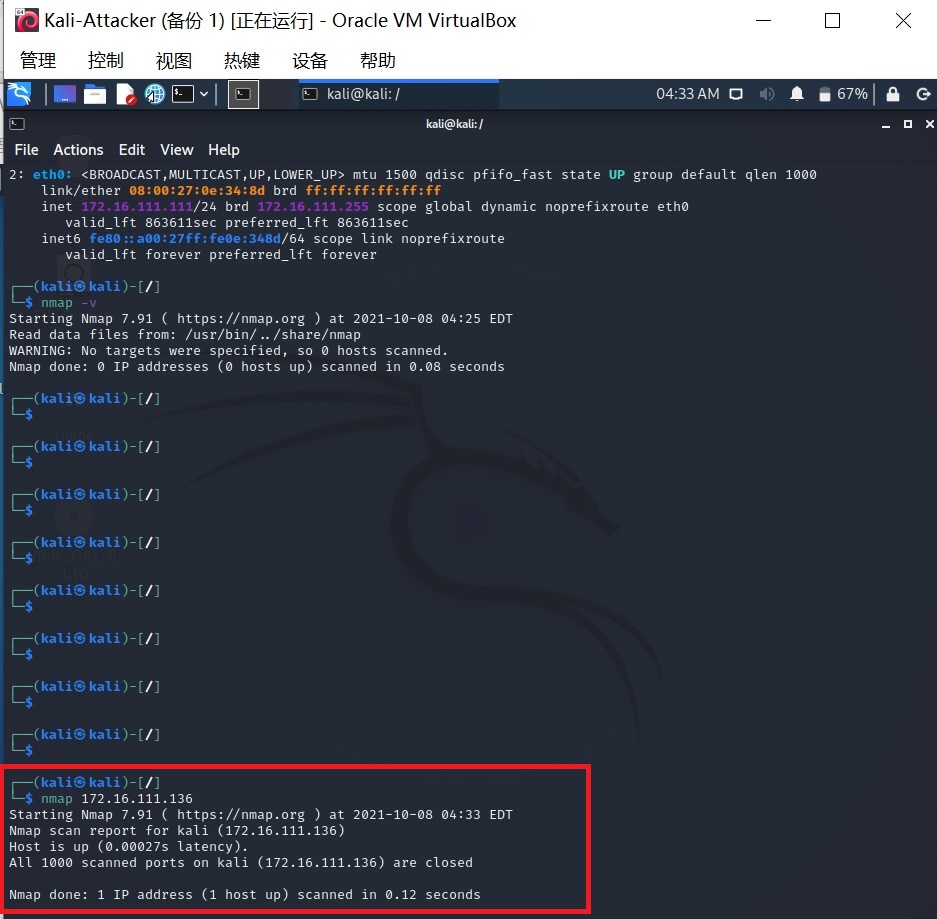 Kali-Attacker (备份 1) [正在运行] - Oracle VM VirtualBox
管理 控制 视图 热键 设备 帮助
kali@kali: / 04:33 AM 67%
kali@kali: /
File Actions Edit View Help
2: eth0: <BROADCAST,MULTICAST,UP,LOWER_UP> mtu 1500 qdisc pfifo_fast state UP group default qlen 1000
link/ether 08:00:27:0e:34:8d brd ff:ff:ff:ff:ff:ff
inet 172.16.111.111/24 brd 172.16.111.255 scope global dynamic noprefixroute eth0
valid_lft 863611sec preferred_lft 863611sec
inet6 fe80::a00:27ff:fe0e:348d/64 scope link noprefixroute
valid_lft forever preferred_lft forever
┌──(kali㉿kali)-[/]
└─$ nmap -v
Starting Nmap 7.91 ( https://nmap.org ) at 2021-10-08 04:25 EDT
Read data files from: /usr/bin/../share/nmap
WARNING: No targets were specified, so 0 hosts scanned.
Nmap done: 0 IP addresses (0 hosts up) scanned in 0.08 seconds
┌──(kali㉿kali)-[/]
└─$
┌──(kali㉿kali)-[/]
└─$
┌──(kali㉿kali)-[/]
└─$
┌──(kali㉿kali)-[/]
└─$
┌──(kali㉿kali)-[/]
└─$
┌──(kali㉿kali)-[/]
└─$
┌──(kali㉿kali)-[/]
└─$
┌──(kali㉿kali)-[/]
└─$
┌──(kali㉿kali)-[/]
└─$ nmap 172.16.111.136
Starting Nmap 7.91 ( https://nmap.org ) at 2021-10-08 04:33 EDT
Nmap scan report for kali (172.16.111.136)
Host is up (0.00027s latency).
All 1000 scanned ports on kali (172.16.111.136) are closed
Nmap done: 1 IP address (1 host up) scanned in 0.12 seconds